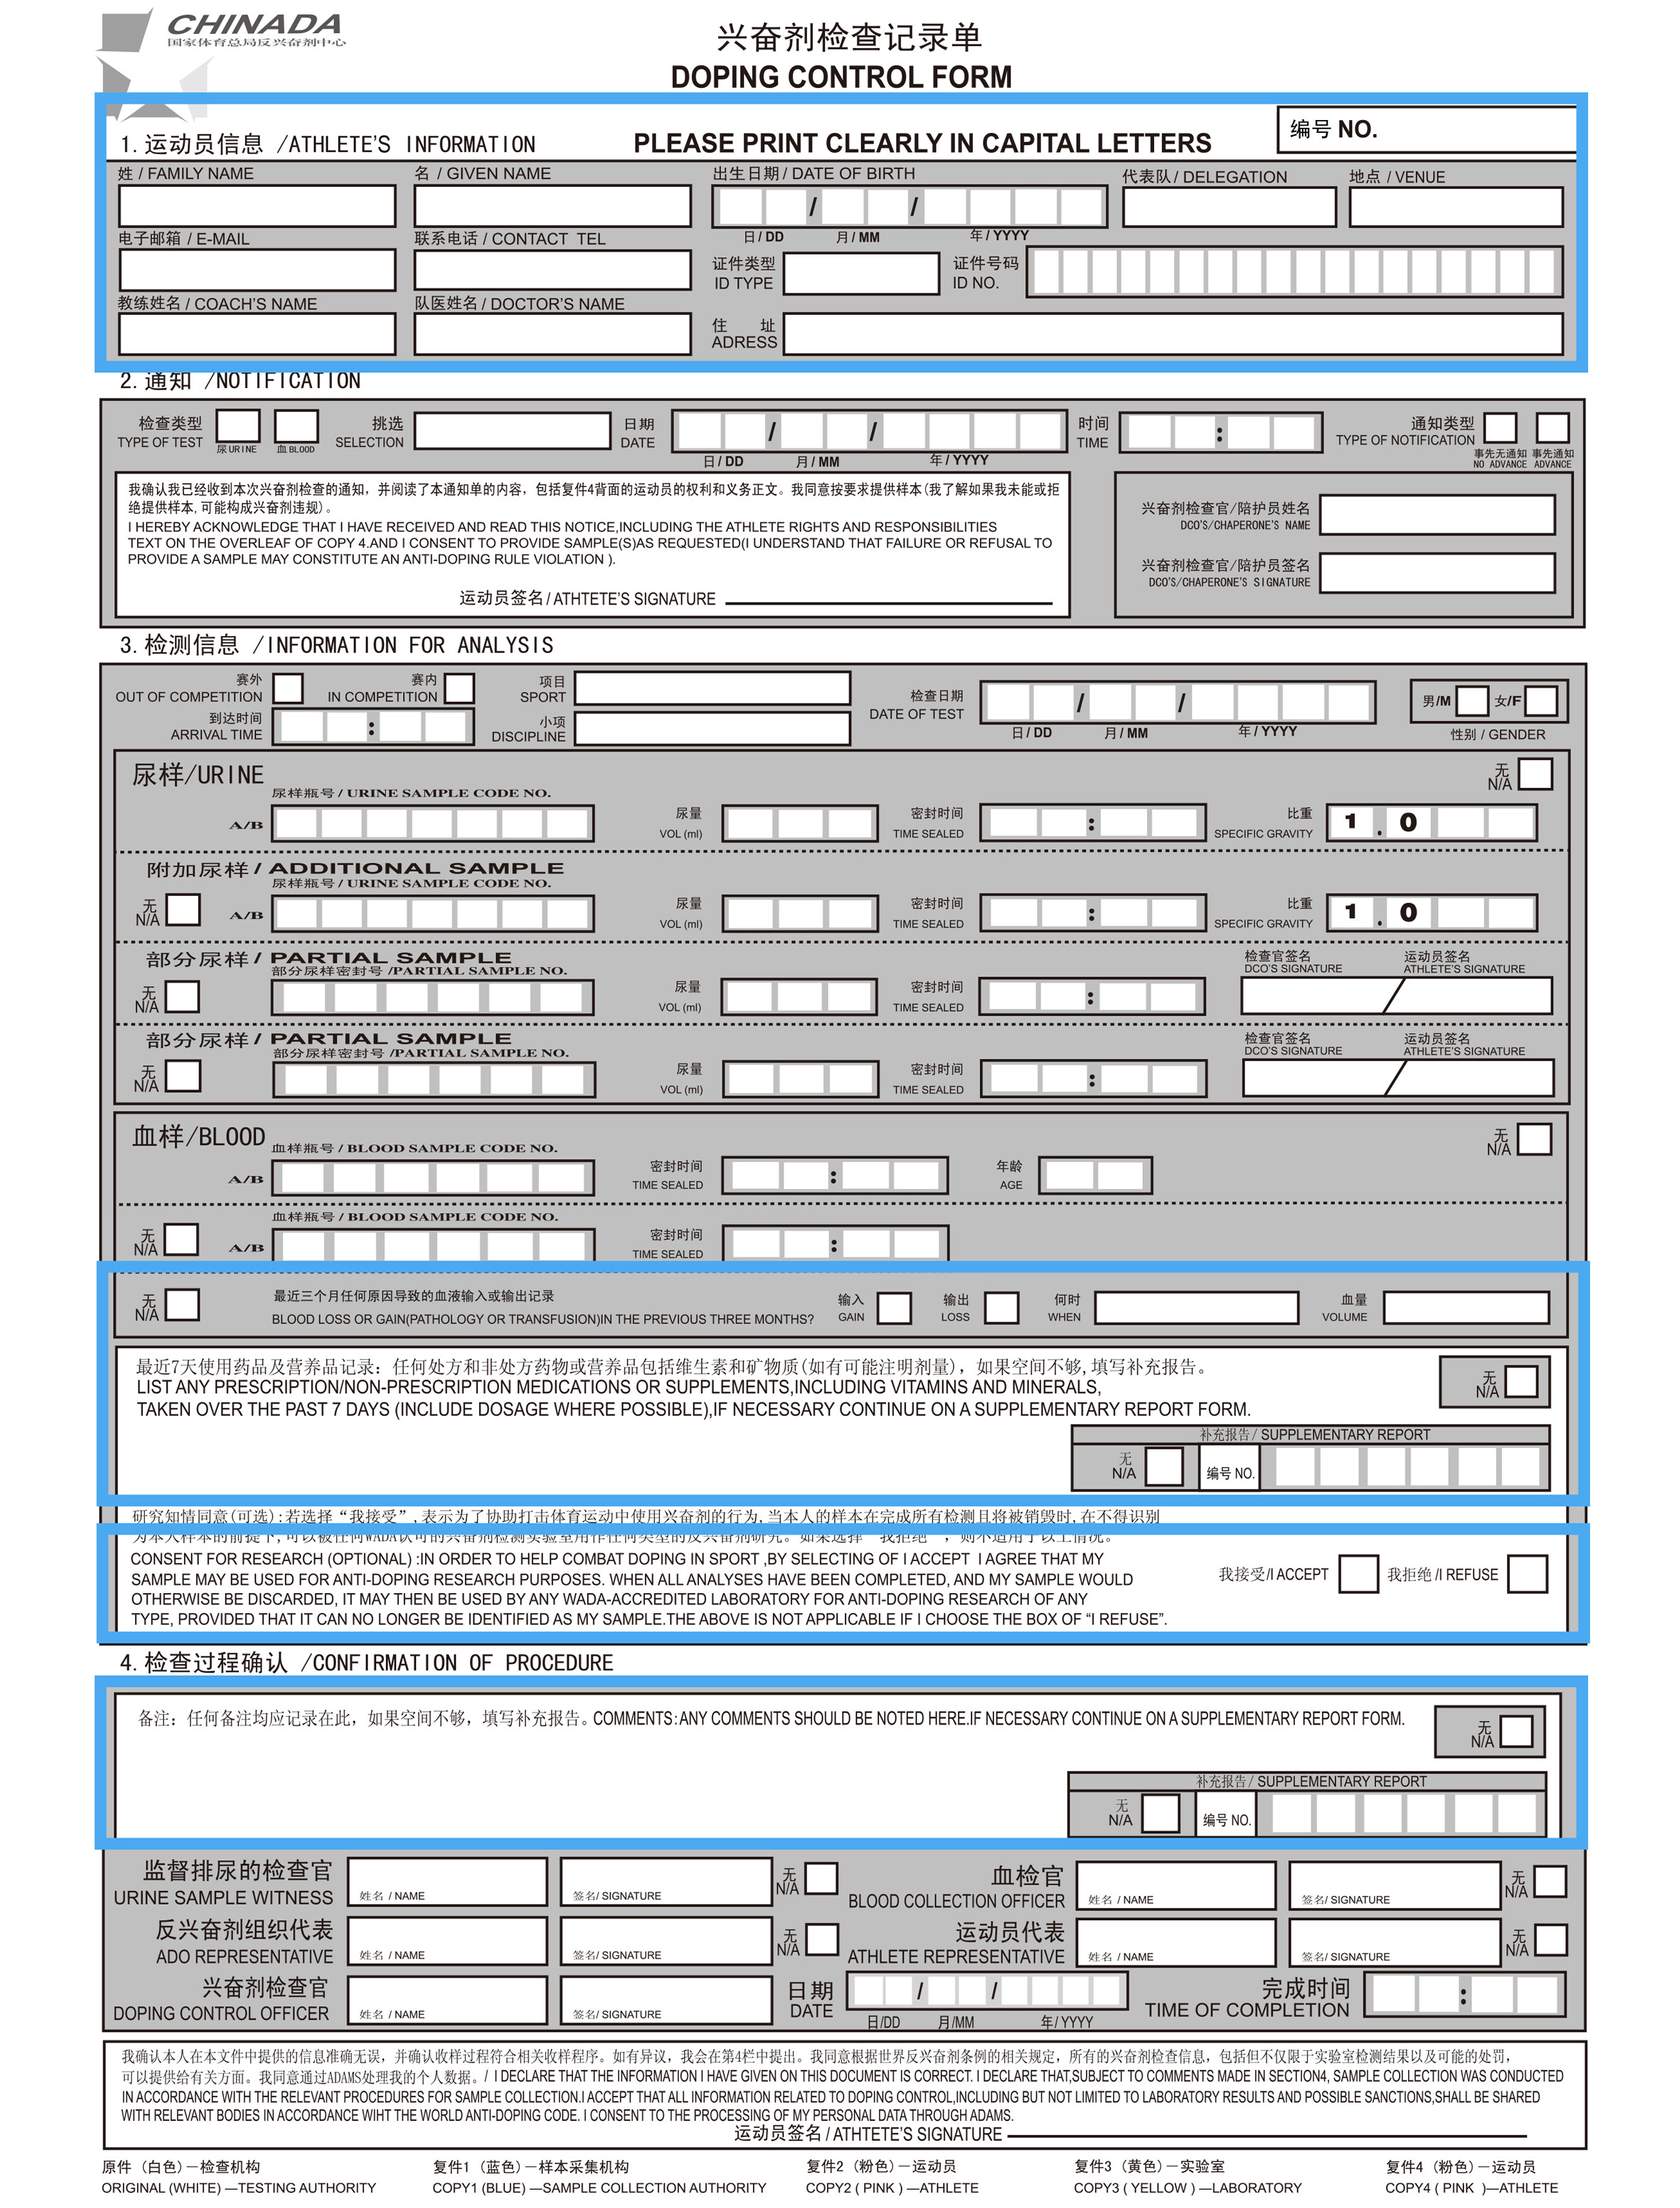 CHINADA
国家体育总局反兴奋剂中心
兴奋剂检查记录单
DOPING CONTROL FORM
编号 NO.
1. 运动员信息 /ATHLETE'S INFORMATION PLEASE PRINT CLEARLY IN CAPITAL LETTERS
姓 / FAMILY NAME 名 / GIVEN NAME 出生日期 / DATE OF BIRTH 代表队 / DELEGATION 地点 / VENUE
/ /
电子邮箱 / E-MAIL 联系电话 / CONTACT TEL 日 / DD 月 / MM 年 / YYYY
证件类型 证件号码
ID TYPE ID NO.
教练姓名 / COACH'S NAME 队医姓名 / DOCTOR'S NAME
住 址
ADRESS
2. 通知 /NOTIFICATION
检查类型 挑选 日期 / / 时间 : 通知类型
TYPE OF TEST SELECTION DATE TIME TYPE OF NOTIFICATION
尿URINE 血BLOOD 日 / DD 月 / MM 年 / YYYY 事先无通知 事先通知
NO ADVANCE ADVANCE
我确认我已经收到本次兴奋剂检查的通知，并阅读了本通知单的内容，包括复件4背面的运动员的权利和义务正文。我同意按要求提供样本(我了解如果我未能或拒
绝提供样本,可能构成兴奋剂违规)。
I HEREBY ACKNOWLEDGE THAT I HAVE RECEIVED AND READ THIS NOTICE,INCLUDING THE ATHLETE RIGHTS AND RESPONSIBILITIES
TEXT ON THE OVERLEAF OF COPY 4.AND I CONSENT TO PROVIDE SAMPLE(S)AS REQUESTED(I UNDERSTAND THAT FAILURE OR REFUSAL TO
PROVIDE A SAMPLE MAY CONSTITUTE AN ANTI-DOPING RULE VIOLATION ).
运动员签名 / ATHTETE'S SIGNATURE
兴奋剂检查官/陪护员姓名
DCO'S/CHAPERONE'S NAME
兴奋剂检查官/陪护员签名
DCO'S/CHAPERONE'S SIGNATURE
3. 检测信息 /INFORMATION FOR ANALYSIS
赛外 赛内 项目
OUT OF COMPETITION IN COMPETITION SPORT
检查日期 / / 男/M 女/F
DATE OF TEST
到达时间 : 小项
ARRIVAL TIME DISCIPLINE
日 / DD 月 / MM 年 / YYYY 性别 / GENDER
尿样/URINE 无
N/A
尿样瓶号 / URINE SAMPLE CODE NO.
尿量 密封时间 比重
A/B VOL (ml) TIME SEALED : SPECIFIC GRAVITY 1 . 0
附加尿样 / ADDITIONAL SAMPLE
尿样瓶号 / URINE SAMPLE CODE NO.
无 尿量 密封时间 比重
N/A A/B VOL (ml) TIME SEALED : SPECIFIC GRAVITY 1 . 0
部分尿样 / PARTIAL SAMPLE 检查官签名 运动员签名
部分尿样密封号 /PARTIAL SAMPLE NO. DCO'S SIGNATURE ATHLETE'S SIGNATURE
无 尿量 密封时间
N/A VOL (ml) TIME SEALED : /
部分尿样 / PARTIAL SAMPLE 检查官签名 运动员签名
部分尿样密封号 /PARTIAL SAMPLE NO. DCO'S SIGNATURE ATHLETE'S SIGNATURE
无 尿量 密封时间
N/A VOL (ml) TIME SEALED : /
血样/BLOOD 无
N/A
血样瓶号 / BLOOD SAMPLE CODE NO.
密封时间 年龄
A/B TIME SEALED : AGE
血样瓶号 / BLOOD SAMPLE CODE NO.
无 密封时间
N/A A/B TIME SEALED :
无 最近三个月任何原因导致的血液输入或输出记录 输入 输出 何时 血量
N/A BLOOD LOSS OR GAIN(PATHOLOGY OR TRANSFUSION)IN THE PREVIOUS THREE MONTHS? GAIN LOSS WHEN VOLUME
最近7天使用药品及营养品记录：任何处方和非处方药物或营养品包括维生素和矿物质(如有可能注明剂量)，如果空间不够,填写补充报告。
LIST ANY PRESCRIPTION/NON-PRESCRIPTION MEDICATIONS OR SUPPLEMENTS,INCLUDING VITAMINS AND MINERALS,
TAKEN OVER THE PAST 7 DAYS (INCLUDE DOSAGE WHERE POSSIBLE),IF NECESSARY CONTINUE ON A SUPPLEMENTARY REPORT FORM.
无
N/A
补充报告 / SUPPLEMENTARY REPORT
无
N/A 编号 NO.
研究知情同意(可选):若选择“我接受”,表示为了协助打击体育运动中使用兴奋剂的行为,当本人的样本在完成所有检测且将被销毁时,在不得识别
为本人样本的前提下,可以被任何WADA认可的兴奋剂检测实验室用作任何类型的反兴奋剂研究。如果选择“我拒绝”，则不适用于以上情况。
CONSENT FOR RESEARCH (OPTIONAL) :IN ORDER TO HELP COMBAT DOPING IN SPORT ,BY SELECTING OF I ACCEPT I AGREE THAT MY
SAMPLE MAY BE USED FOR ANTI-DOPING RESEARCH PURPOSES. WHEN ALL ANALYSES HAVE BEEN COMPLETED, AND MY SAMPLE WOULD
OTHERWISE BE DISCARDED, IT MAY THEN BE USED BY ANY WADA-ACCREDITED LABORATORY FOR ANTI-DOPING RESEARCH OF ANY
TYPE, PROVIDED THAT IT CAN NO LONGER BE IDENTIFIED AS MY SAMPLE.THE ABOVE IS NOT APPLICABLE IF I CHOOSE THE BOX OF “I REFUSE”.
我接受/I ACCEPT 我拒绝/I REFUSE
4. 检查过程确认 /CONFIRMATION OF PROCEDURE
备注：任何备注均应记录在此，如果空间不够，填写补充报告。COMMENTS:ANY COMMENTS SHOULD BE NOTED HERE.IF NECESSARY CONTINUE ON A SUPPLEMENTARY REPORT FORM.
无
N/A
补充报告 / SUPPLEMENTARY REPORT
无
N/A 编号 NO.
监督排尿的检查官 无 血检官 无
URINE SAMPLE WITNESS 姓名 / NAME 签名/ SIGNATURE N/A BLOOD COLLECTION OFFICER 姓名 / NAME 签名/ SIGNATURE N/A
反兴奋剂组织代表 无 运动员代表 无
ADO REPRESENTATIVE 姓名 / NAME 签名/ SIGNATURE N/A ATHLETE REPRESENTATIVE 姓名 / NAME 签名/ SIGNATURE N/A
兴奋剂检查官 日期 / / 完成时间 :
DOPING CONTROL OFFICER 姓名 / NAME 签名/ SIGNATURE DATE TIME OF COMPLETION
日/DD 月/MM 年/ YYYY
我确认本人在本文件中提供的信息准确无误，并确认收样过程符合相关收样程序。如有异议，我会在第4栏中提出。我同意根据世界反兴奋剂条例的相关规定，所有的兴奋剂检查信息，包括但不仅限于实验室检测结果以及可能的处罚，
可以提供给有关方面。我同意通过ADAMS处理我的个人数据。/ I DECLARE THAT THE INFORMATION I HAVE GIVEN ON THIS DOCUMENT IS CORRECT. I DECLARE THAT,SUBJECT TO COMMENTS MADE IN SECTION4, SAMPLE COLLECTION WAS CONDUCTED
IN ACCORDANCE WITH THE RELEVANT PROCEDURES FOR SAMPLE COLLECTION.I ACCEPT THAT ALL INFORMATION RELATED TO DOPING CONTROL,INCLUDING BUT NOT LIMITED TO LABORATORY RESULTS AND POSSIBLE SANCTIONS,SHALL BE SHARED
WITH RELEVANT BODIES IN ACCORDANCE WIHT THE WORLD ANTI-DOPING CODE. I CONSENT TO THE PROCESSING OF MY PERSONAL DATA THROUGH ADAMS.
运动员签名 / ATHTETE'S SIGNATURE
原件 (白色)－检查机构 复件1 (蓝色)－样本采集机构 复件2 (粉色)－运动员 复件3 (黄色)－实验室 复件4 (粉色)－运动员
ORIGINAL (WHITE) —TESTING AUTHORITY COPY1 (BLUE) —SAMPLE COLLECTION AUTHORITY COPY2 ( PINK ) —ATHLETE COPY3 ( YELLOW ) —LABORATORY COPY4 ( PINK ) —ATHLETE